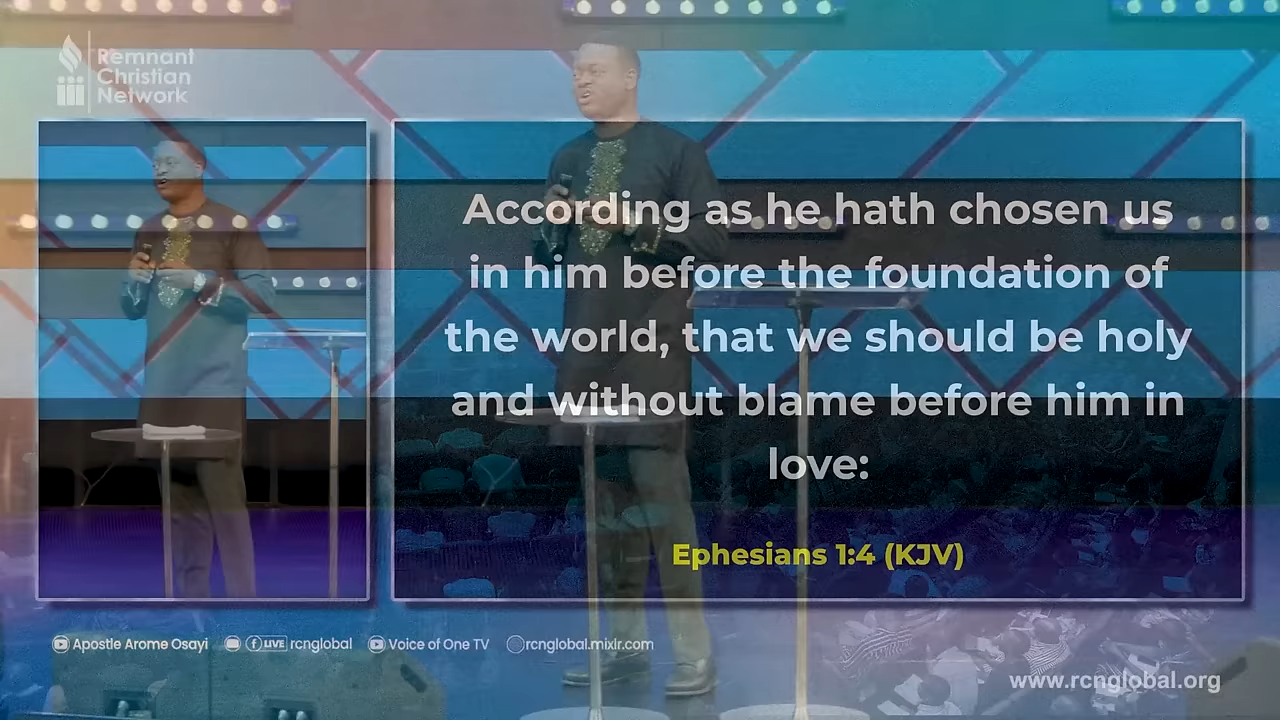 Remnant
Christian
Network
According as he hath chosen us
in him before the foundation of
the world, that we should be holy
and without blame before him in
love:
Ephesians 1:4 (KJV)
Apostle Arome Osayi LIVE rcnglobal Voice of One TV rcnglobal.mixlr.com
www.rcnglobal.org